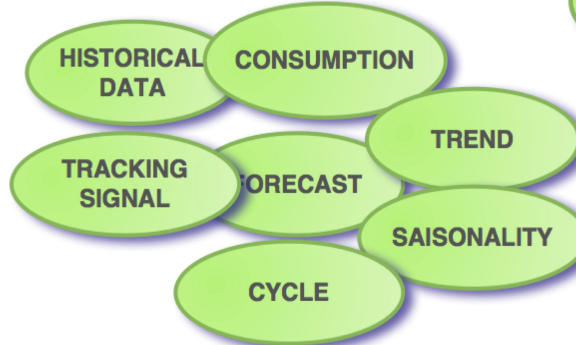 HISTORICAL
DATA
CONSUMPTION
TREND
TRACKING
SIGNAL
FORECAST
SAISONALITY
CYCLE